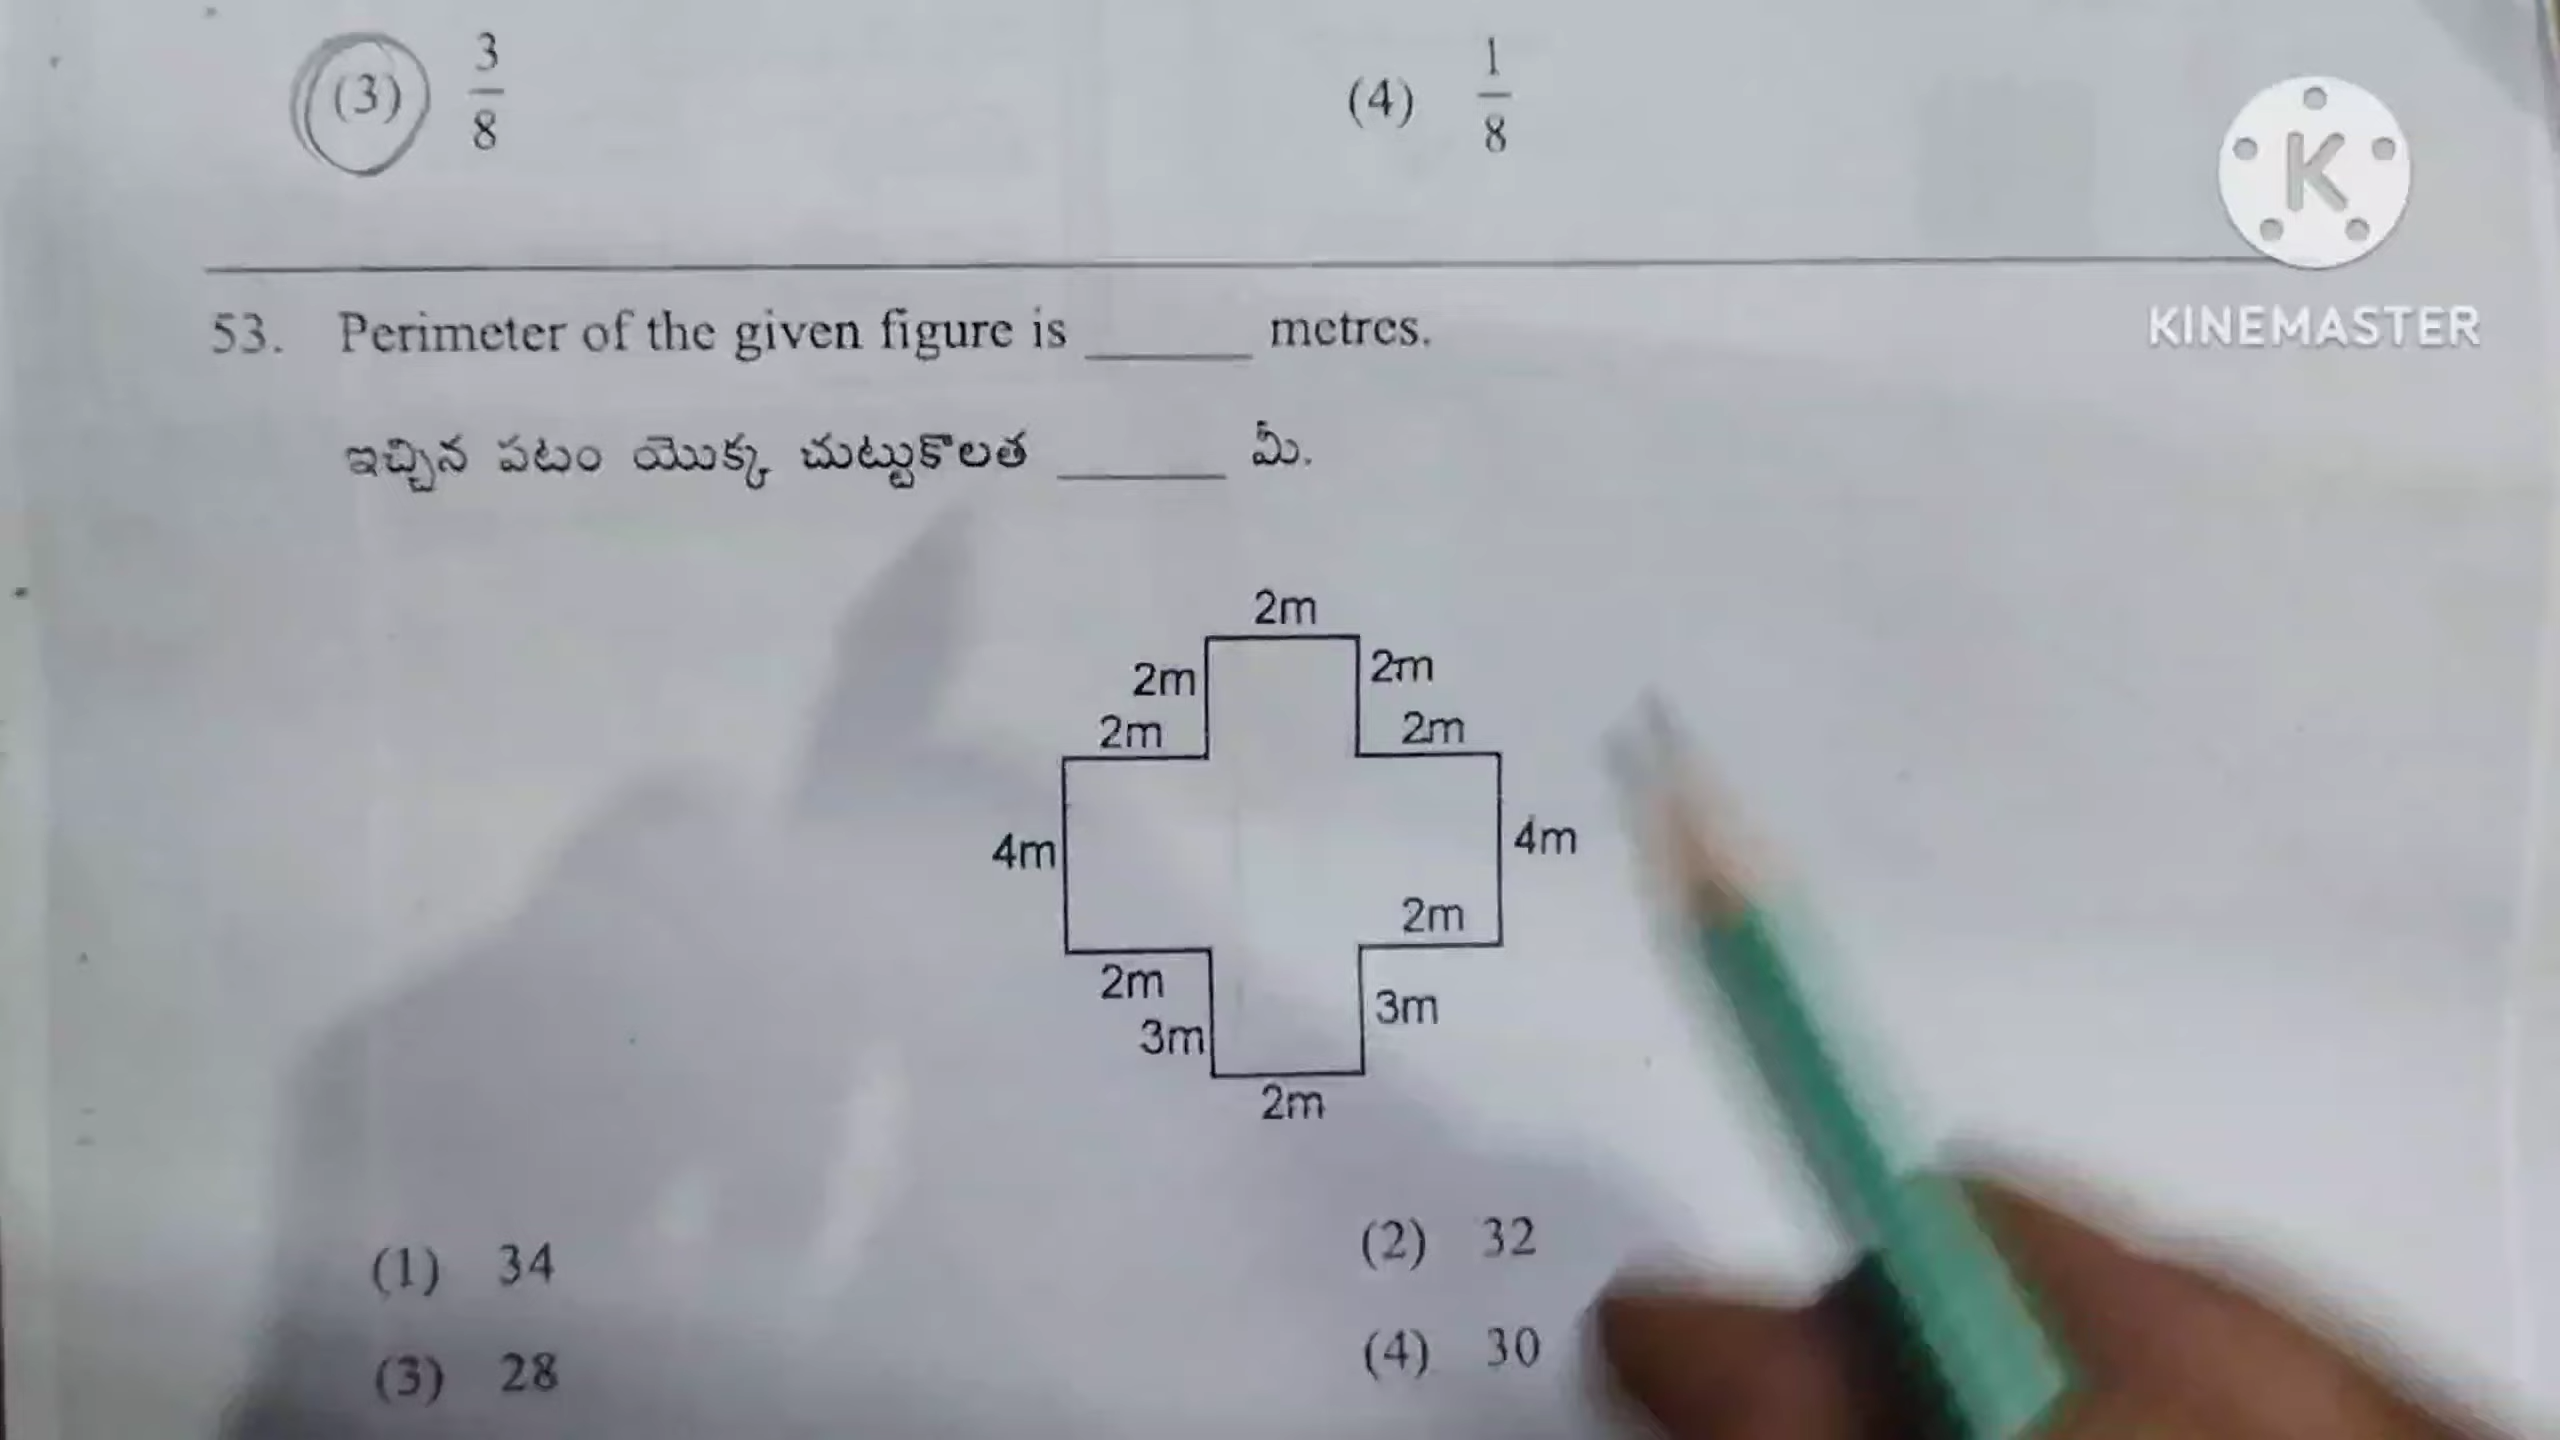 (3) 3/8 (4) 1/8
K
KINEMASTER
53. Perimeter of the given figure is ______ metres.
ఇచ్చిన పటం యొక్క చుట్టుకొలత ______ మీ.
2m
2m 2m
2m 2m
4m 4m
2m
2m
3m 3m
2m
(1) 34 (2) 32
(3) 28 (4) 30